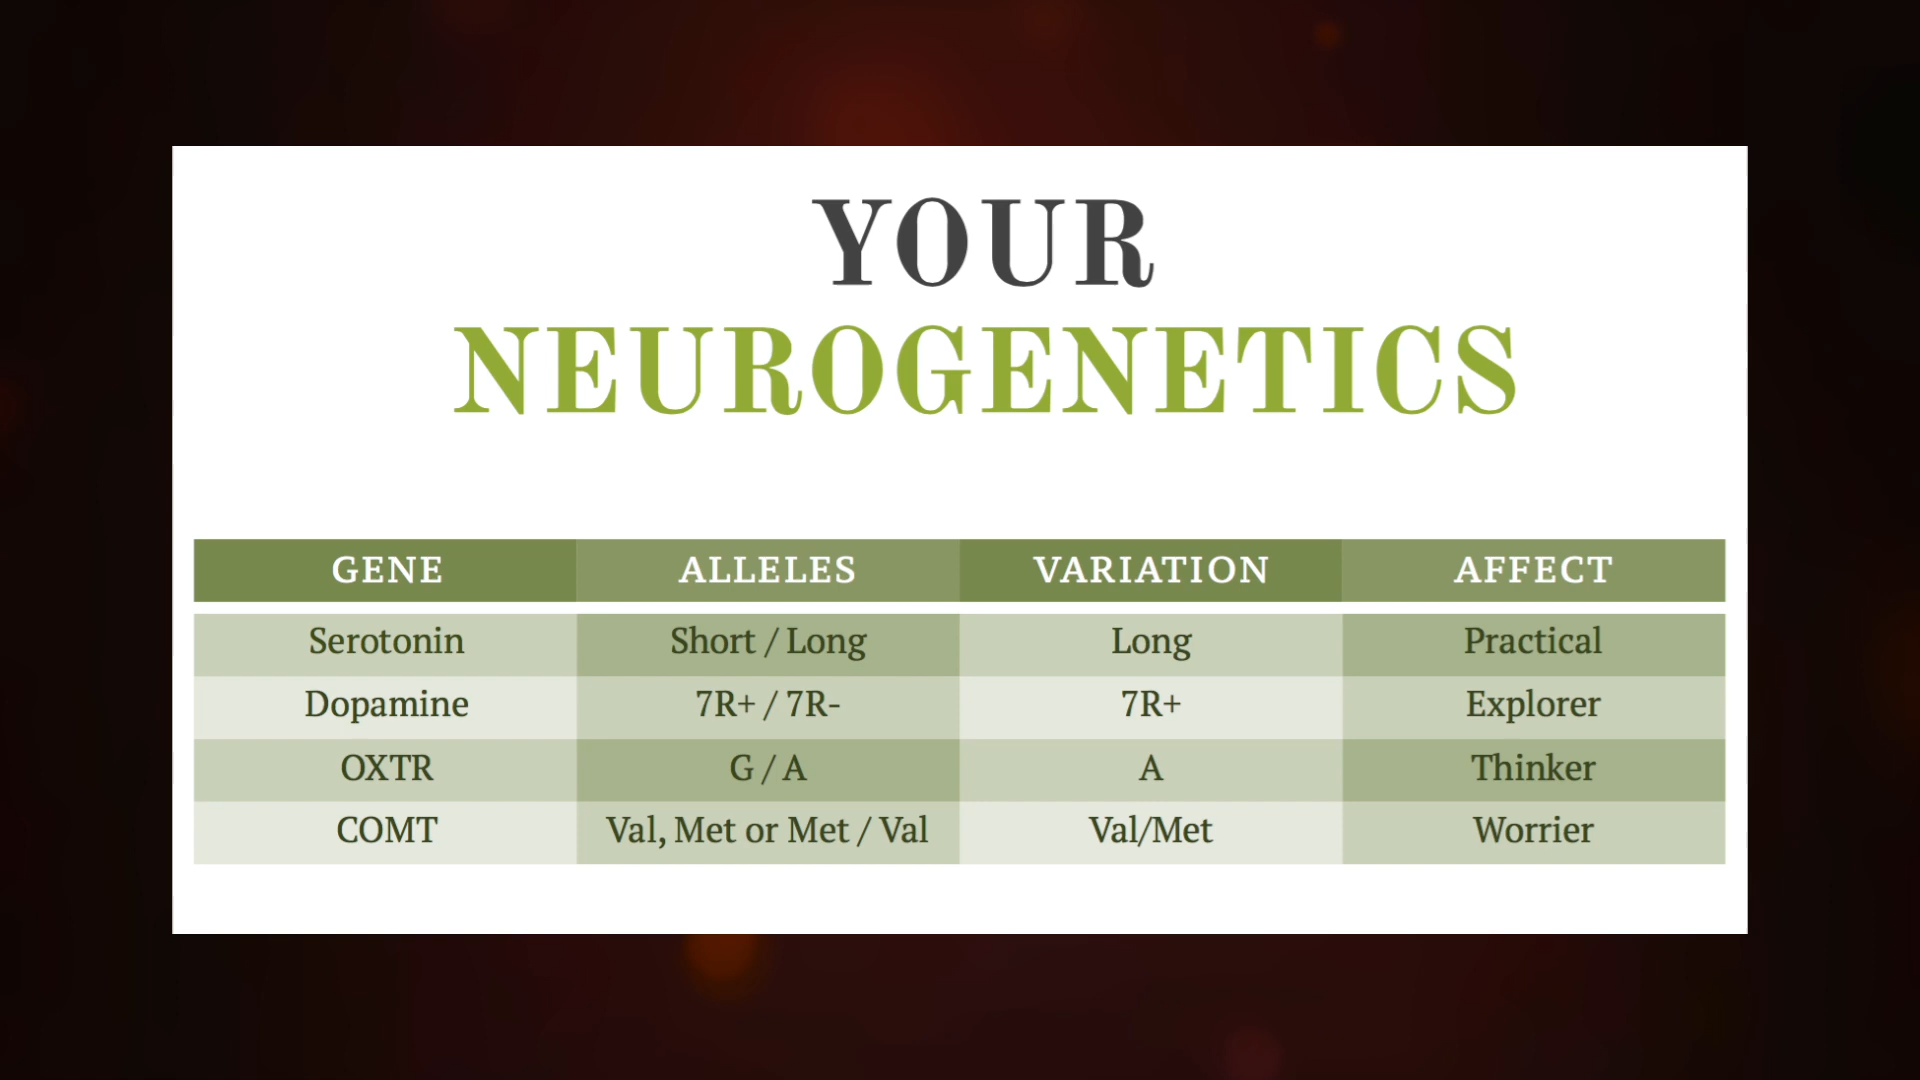 YOUR
NEUROGENETICS
GENE ALLELES VARIATION AFFECT
Serotonin Short / Long Long Practical
Dopamine 7R+ / 7R- 7R+ Explorer
OXTR G / A A Thinker
COMT Val, Met or Met / Val Val/Met Worrier